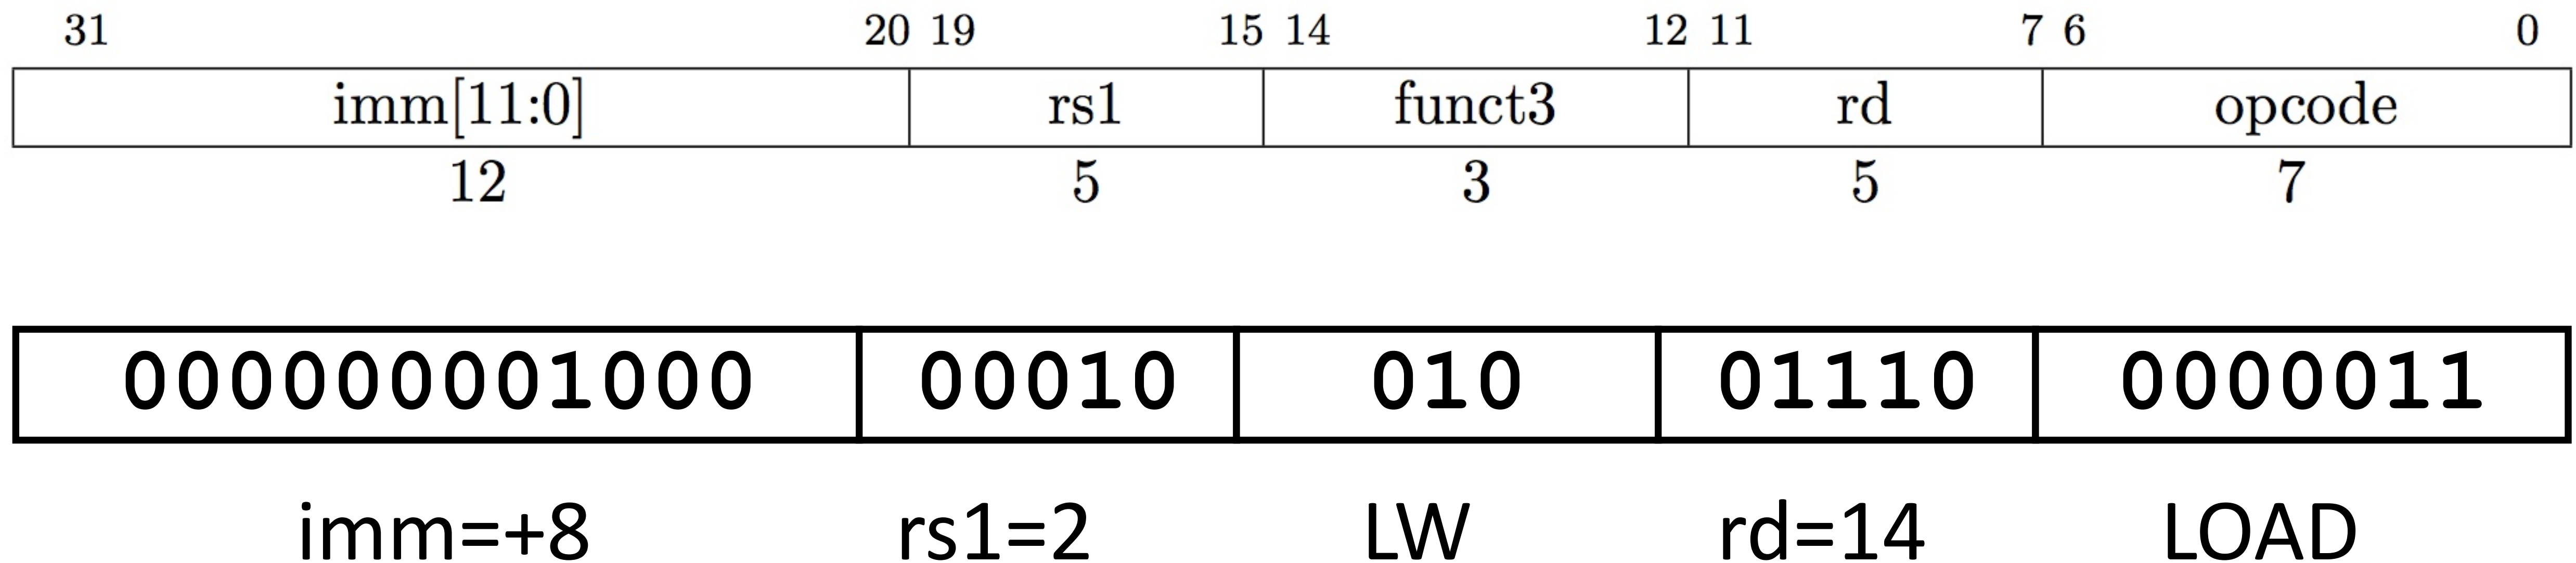 31 20 19 15 14 12 11 7 6 0
imm[11:0] rs1 funct3 rd opcode
12 5 3 5 7
000000001000 00010 010 01110 0000011
imm=+8 rs1=2 LW rd=14 LOAD